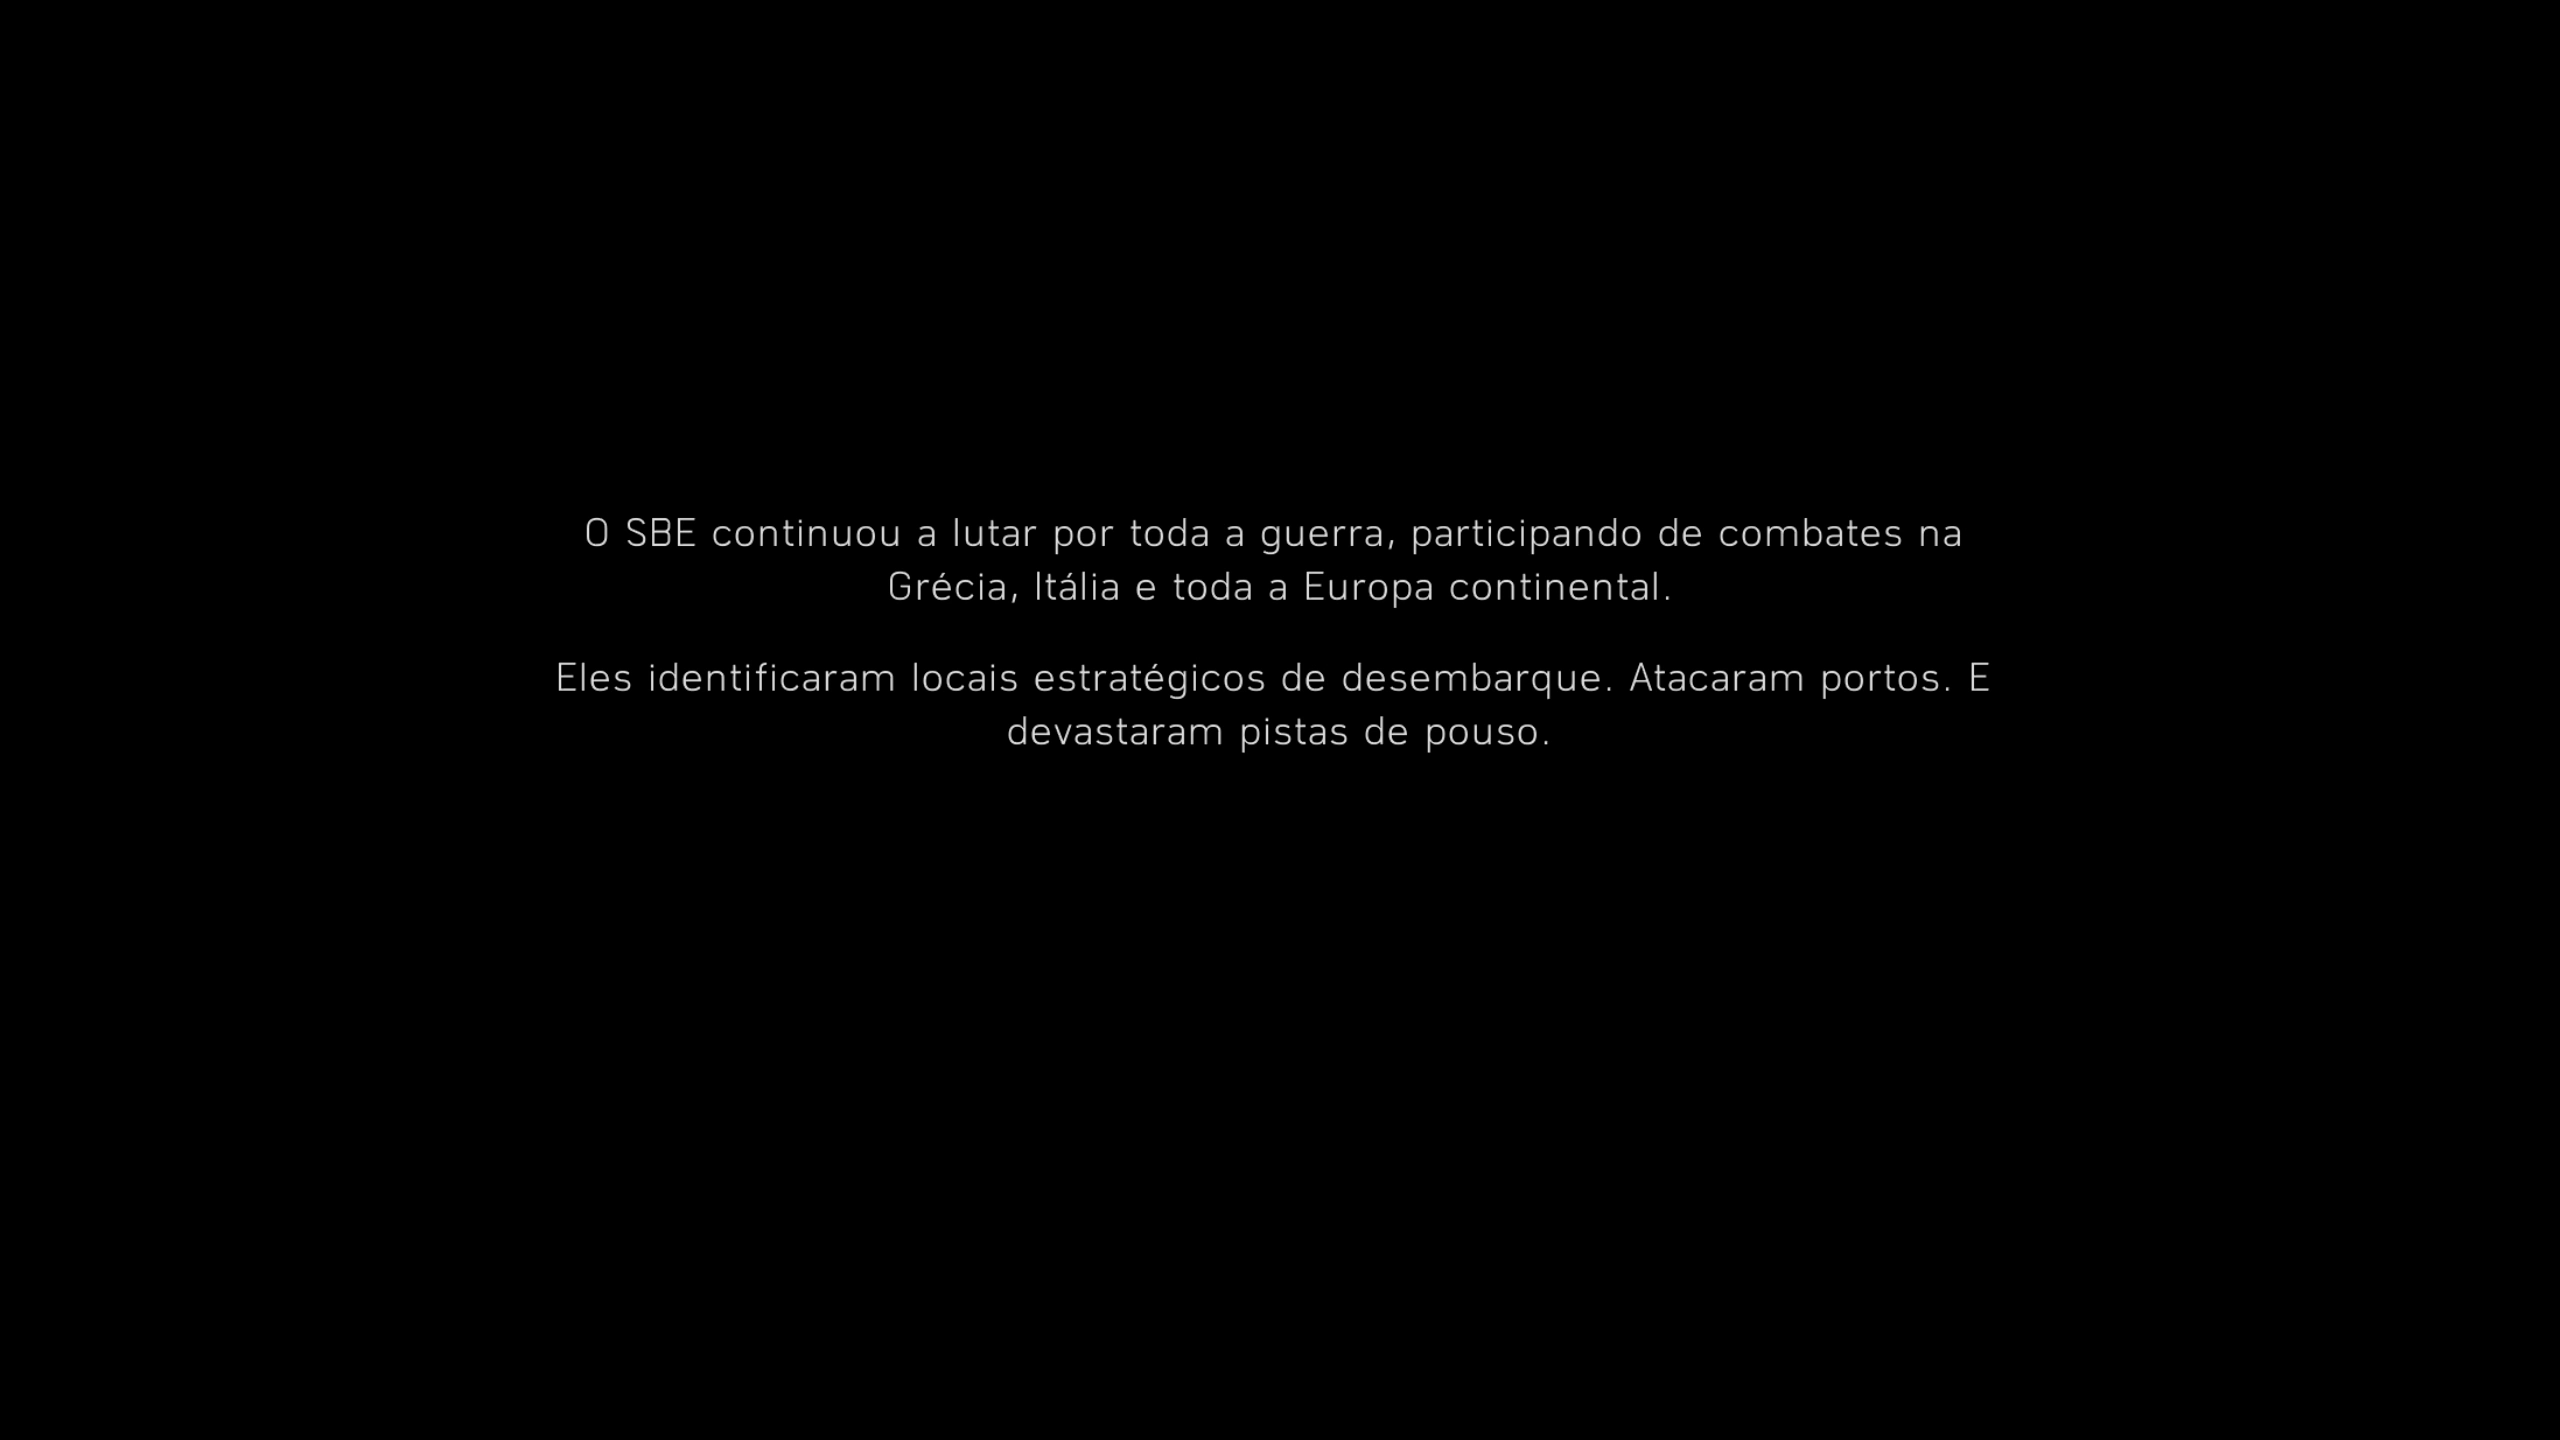 O SBE continuou a lutar por toda a guerra, participando de combates na
Grécia, Itália e toda a Europa continental.
Eles identificaram locais estratégicos de desembarque. Atacaram portos. E
devastaram pistas de pouso.